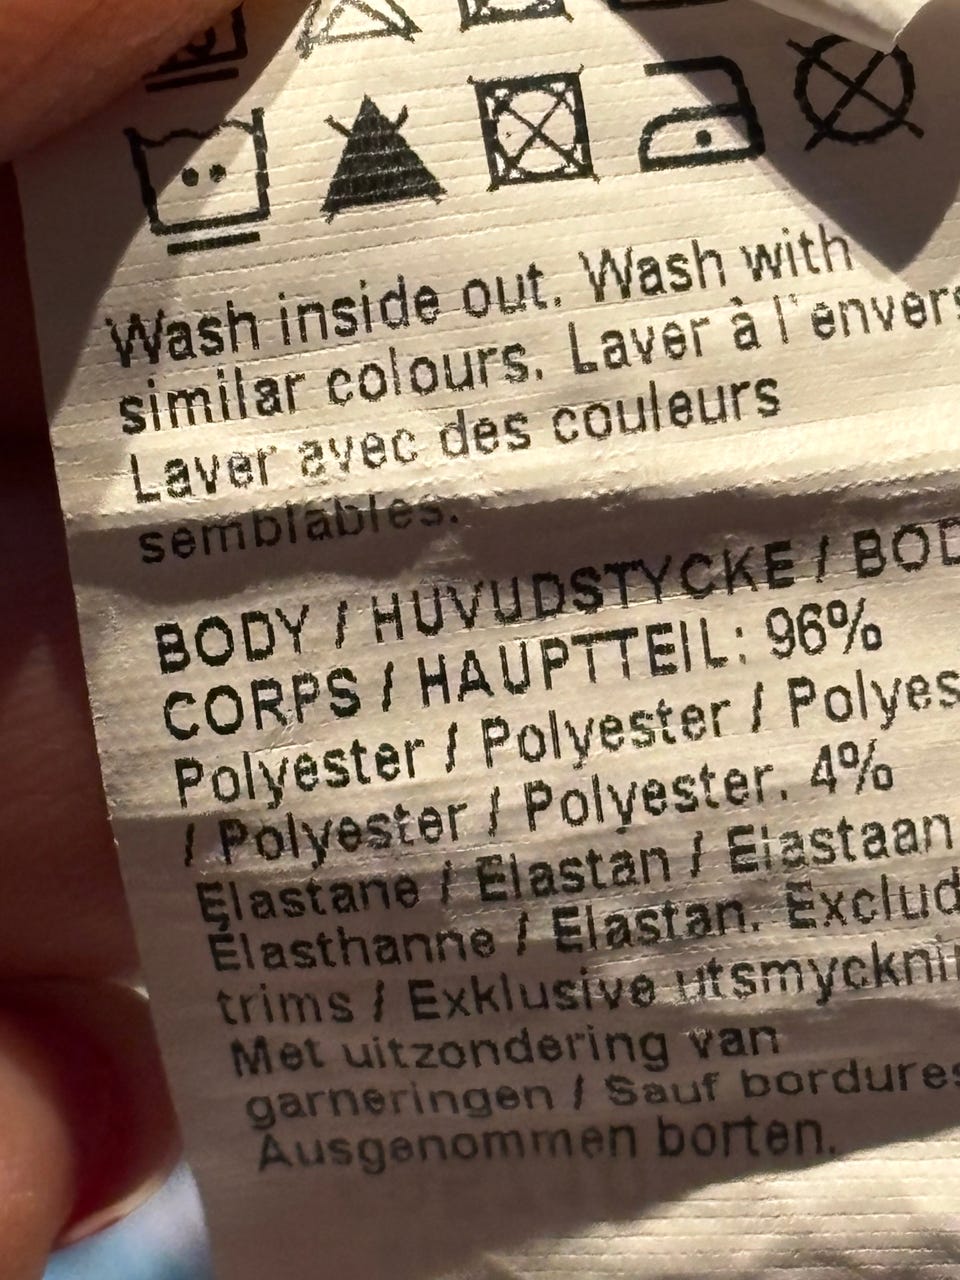 Wash inside out. Wash with
similar colours. Laver à l'envers
Laver avec des couleurs
semblables.
BODY / HUVUDSTYCKE /
CORPS / HAUPTTEIL: 96%
Polyester / Polyester /
/ Polyester / Polyester. 4%
Elastane / Elastan / Elastaan
Élasthanne / Elastan.
trims / Exklusive
Met uitzondering van
garneringen / Sauf bordures
Ausgenommen borten.